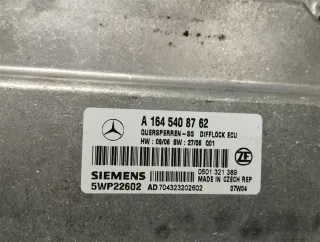 A 164 540 87 62
QUERSPERREN-SG DIFFLOCK ECU
HW: 09/06 SW: 27/06 001
ZF
0501 321 389
SIEMENS MADE IN CZECH REP
5WP22602 AD704323202602 07W04